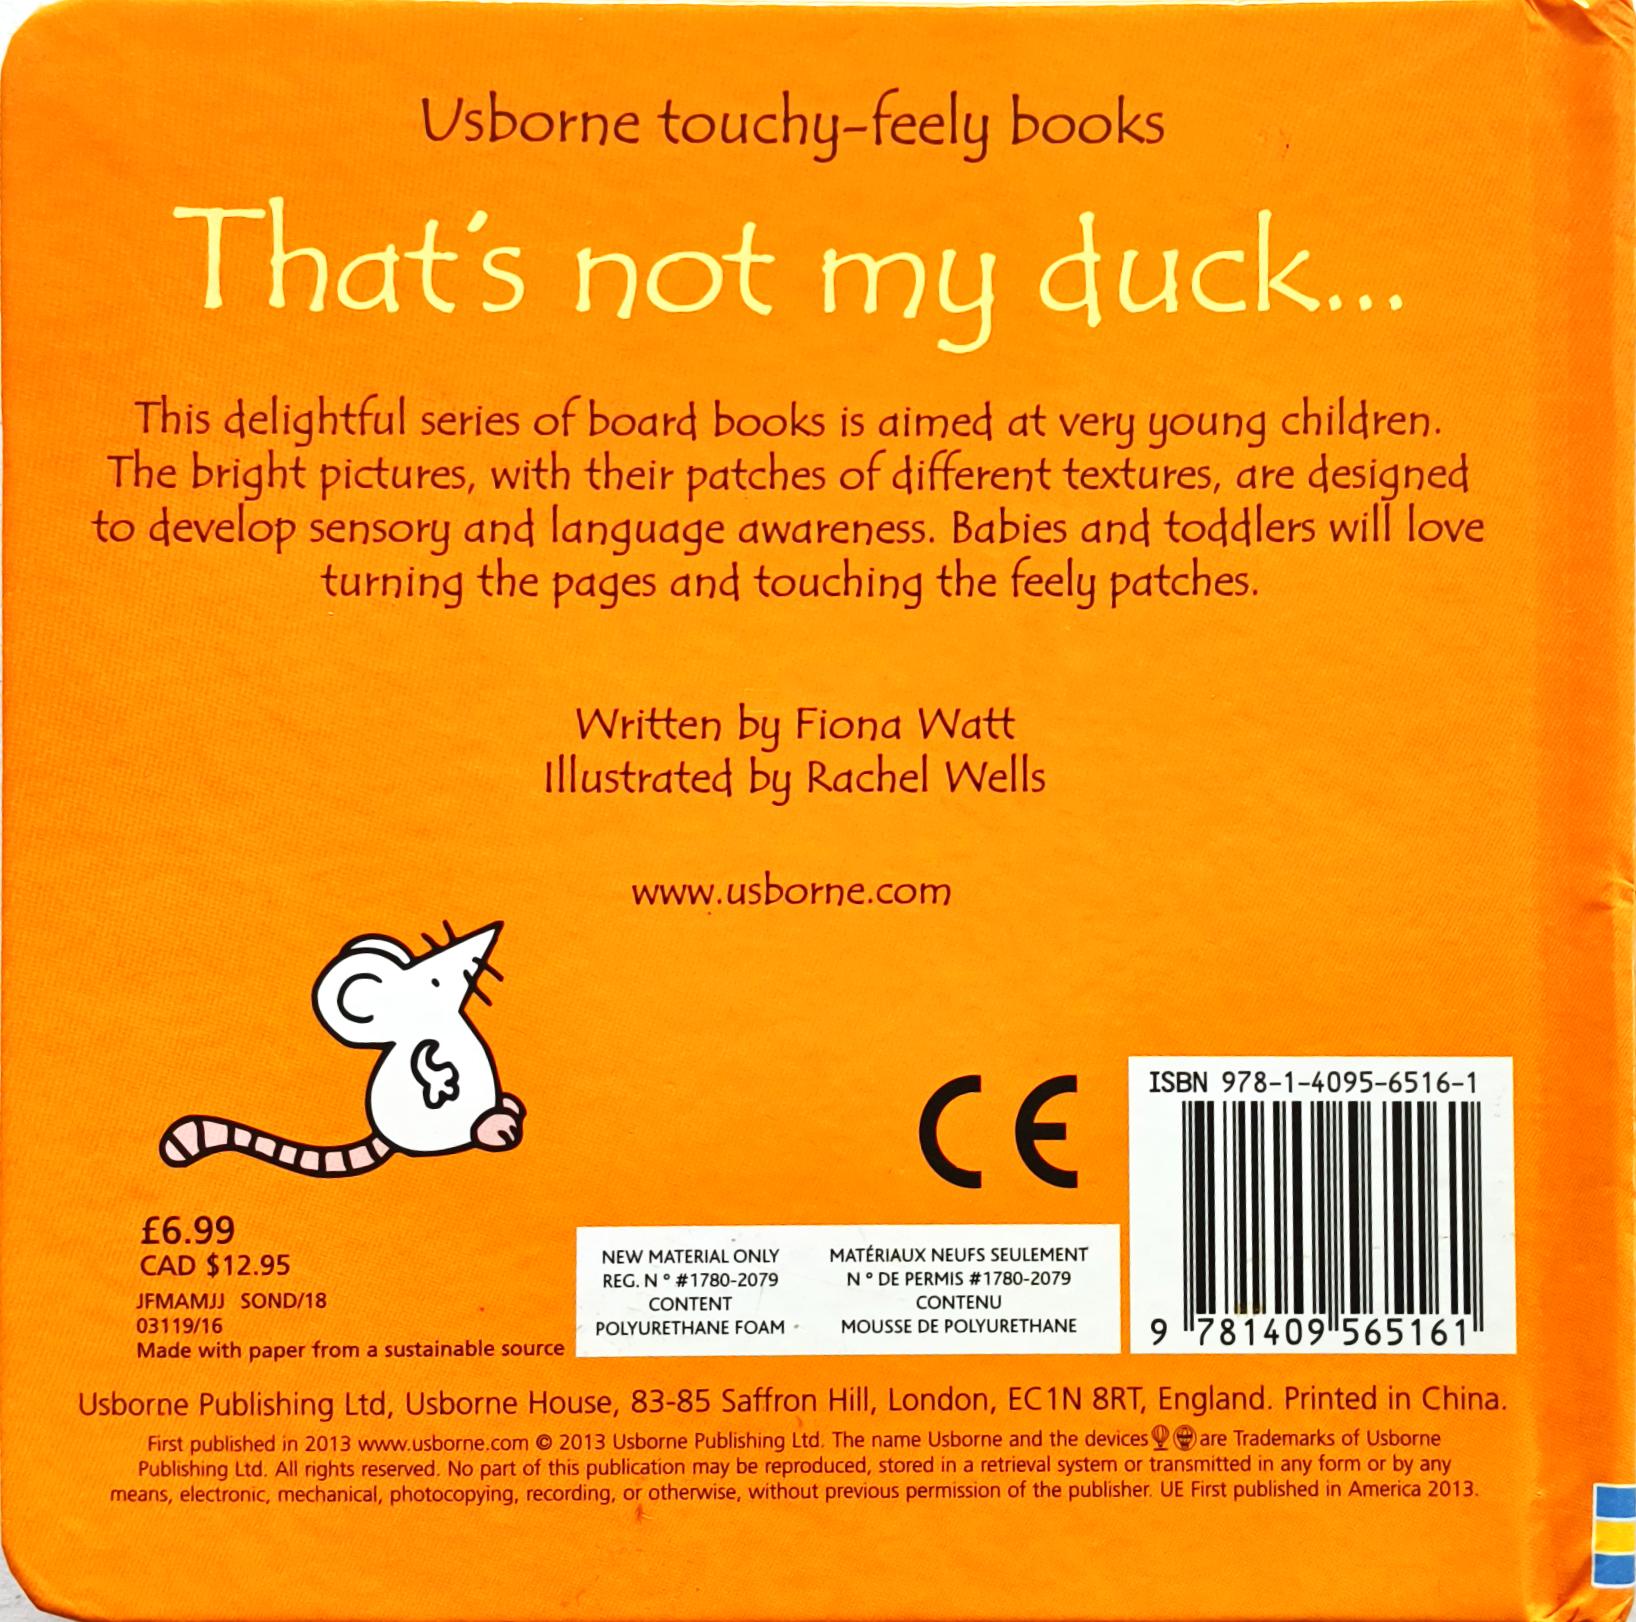 Usborne touchy-feely books
That's not my duck...
This delightful series of board books is aimed at very young children.
The bright pictures, with their patches of different textures, are designed
to develop sensory and language awareness. Babies and toddlers will love
turning the pages and touching the feely patches.
Written by Fiona Watt
Illustrated by Rachel Wells
www.usborne.com
£6.99
CAD $12.95
JFMAMJJ SOND/18
03119/16
Made with paper from a sustainable source
CE
NEW MATERIAL ONLY
REG. N° #1780-2079
CONTENT
POLYURETHANE FOAM
MATÉRIAUX NEUFS SEULEMENT
N° DE PERMIS #1780-2079
CONTENU
MOUSSE DE POLYURETHANE
ISBN 978-1-4095-6516-1
9 781409 565161
Usborne Publishing Ltd, Usborne House, 83-85 Saffron Hill, London, EC1N 8RT, England. Printed in China.
First published in 2013 www.usborne.com © 2013 Usborne Publishing Ltd. The name Usborne and the devices are Trademarks of Usborne
Publishing Ltd. All rights reserved. No part of this publication may be reproduced, stored in a retrieval system or transmitted in any form or by any
means, electronic, mechanical, photocopying, recording, or otherwise, without previous permission of the publisher. UE First published in America 2013.